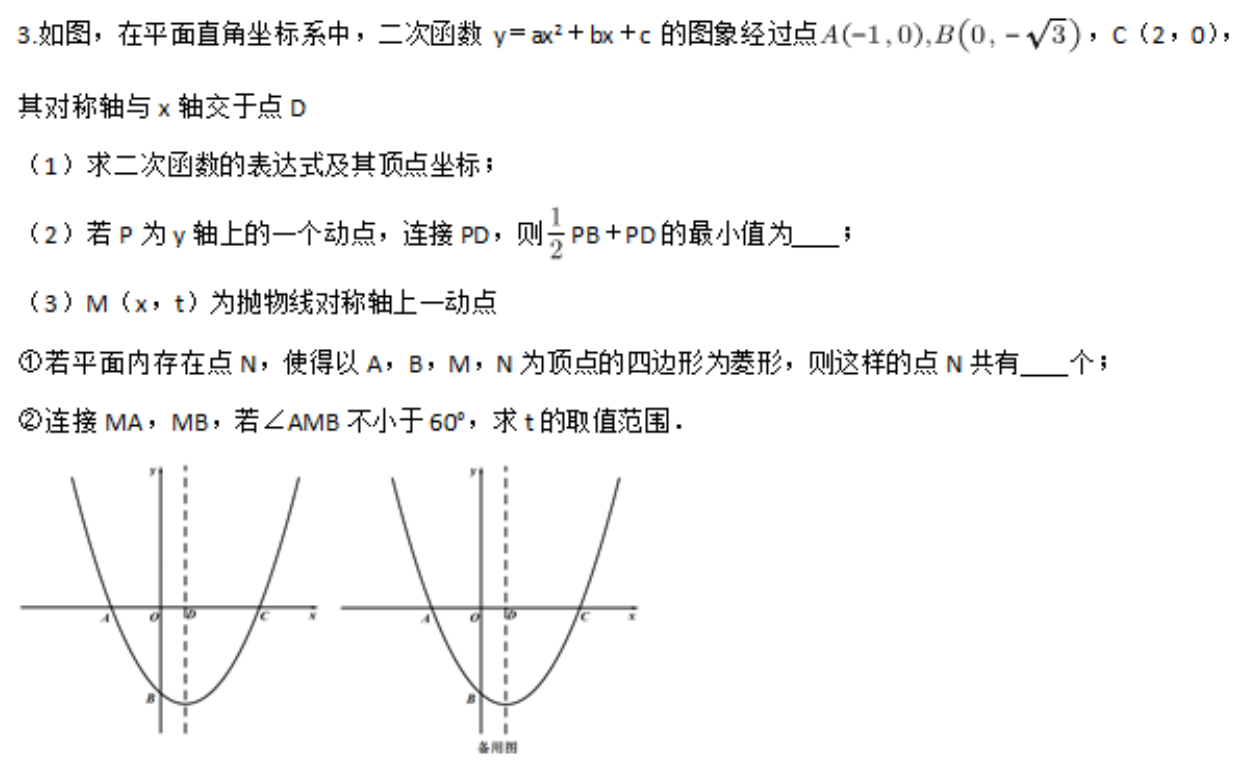 3.如图，在平面直角坐标系中，二次函数 y＝ax²＋bx＋c 的图象经过点A(−1,0),B(0,−√3)，C（2，0），
其对称轴与 x 轴交于点 D
（1）求二次函数的表达式及其顶点坐标；
（2）若 P 为 y 轴上的一个动点，连接 PD，则 1/2 PB＋PD 的最小值为____；
（3）M（x，t）为抛物线对称轴上一动点
①若平面内存在点 N，使得以 A，B，M，N 为顶点的四边形为菱形，则这样的点 N 共有____个；
②连接 MA，MB，若∠AMB 不小于 60°，求 t 的取值范围．
y y
A O D C x A O D C x
B B
备用图